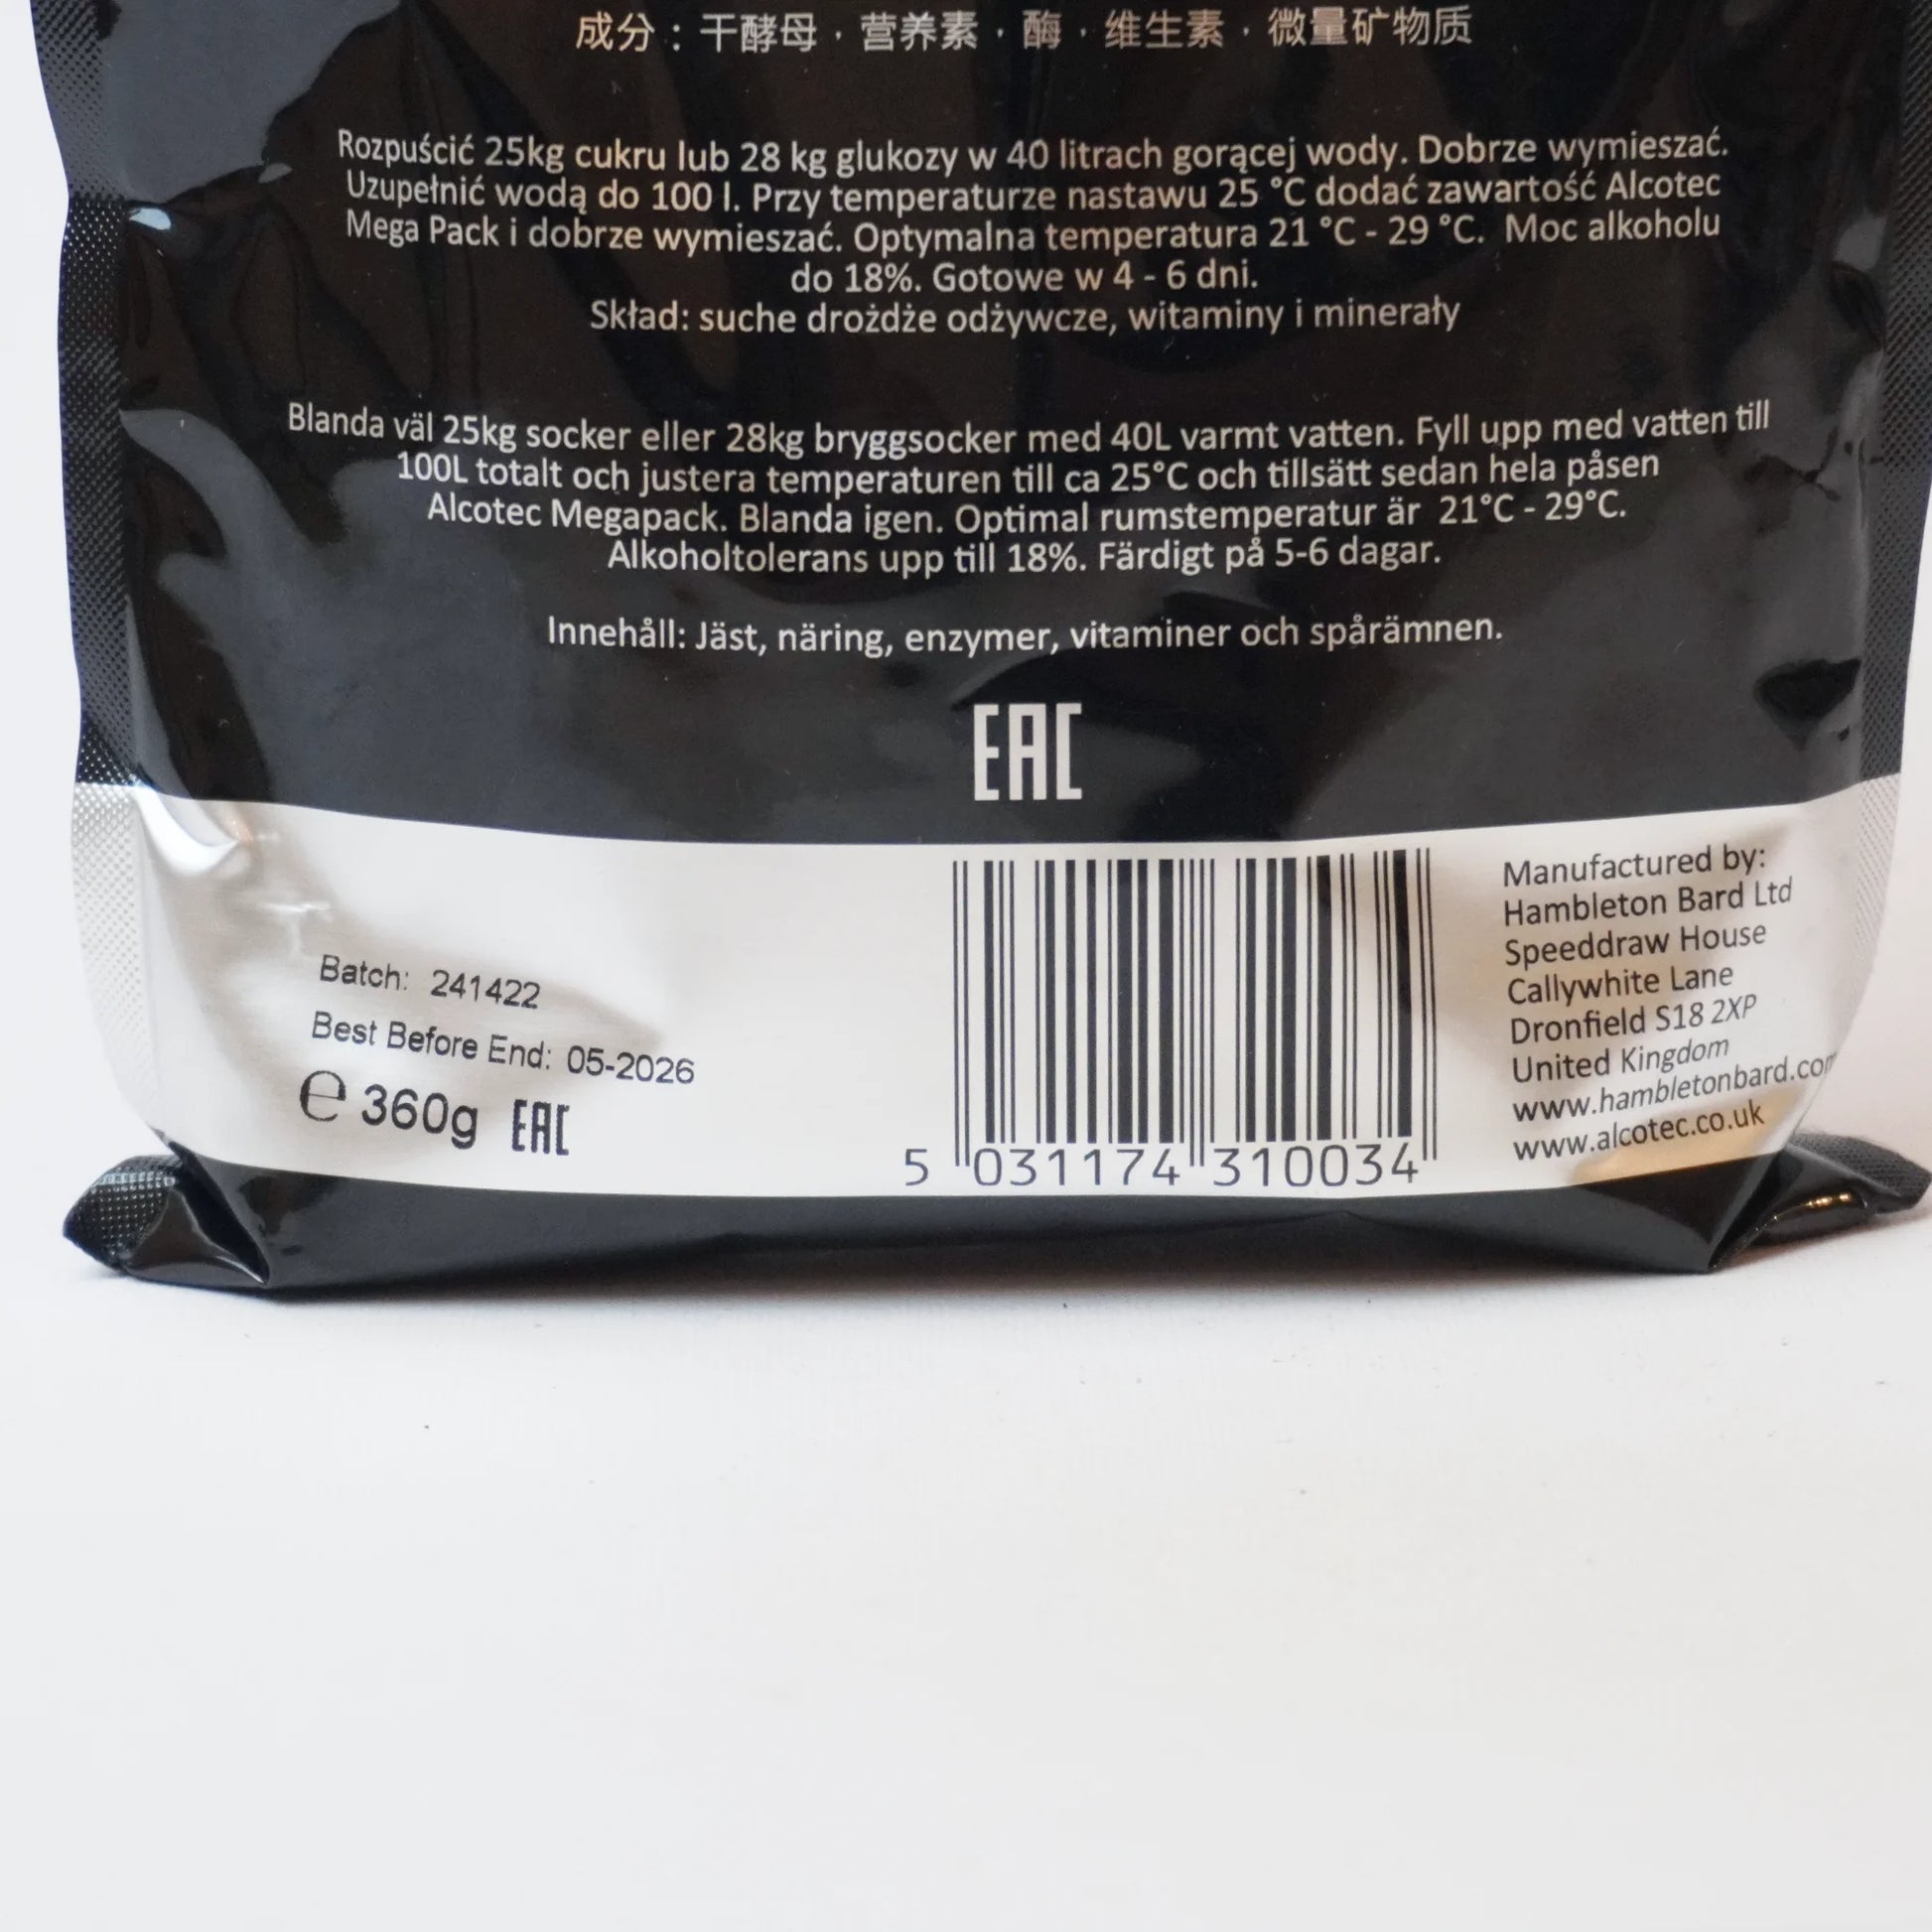 成分：干酵母 · 营养素 · 酶 · 维生素 · 微量矿物质
Rozpuścić 25kg cukru lub 28 kg glukozy w 40 litrach gorącej wody. Dobrze wymieszać.
Uzupełnić wodą do 100 l. Przy temperaturze nastawu 25 °C dodać zawartość Alcotec
Mega Pack i dobrze wymieszać. Optymalna temperatura 21 °C - 29 °C. Moc alkoholu
do 18%. Gotowe w 4 - 6 dni.
Skład: suche drożdże odżywcze, witaminy i minerały
Blanda väl 25kg socker eller 28kg bryggsocker med 40L varmt vatten. Fyll upp med vatten till
100L totalt och justera temperaturen till ca 25°C och tillsätt sedan hela påsen
Alcotec Megapack. Blanda igen. Optimal rumstemperatur är 21°C - 29°C.
Alkoholtolerans upp till 18%. Färdigt på 5-6 dagar.
Innehåll: Jäst, näring, enzymer, vitaminer och spårämnen.
EAC
Batch: 241422
Best Before End: 05-2026
℮ 360g EAC
5 031174 310034
Manufactured by:
Hambleton Bard Ltd
Speeddraw House
Callywhite Lane
Dronfield S18 2XP
United Kingdom
www.hambletonbard.com
www.alcotec.co.uk